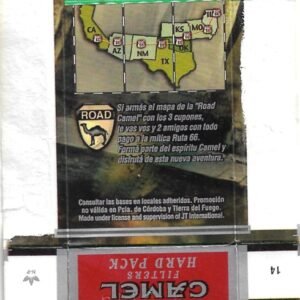 CA
AZ
NM
KS
OK
MO
TX
ROAD
Si armás el mapa de la "Road
Camel" con los 3 cupones,
te vas vos y 2 amigos con todo
pago a la mítica Ruta 66.
Formá parte del espíritu Camel y
disfrutá de esta nueva aventura.
Consultar las bases en locales adheridos. Promoción
no válida en Pcia. de Córdoba y Tierra del Fuego.
Made under license and supervision of JT International.
14
FILTERS
HARD PACK
CAMEL